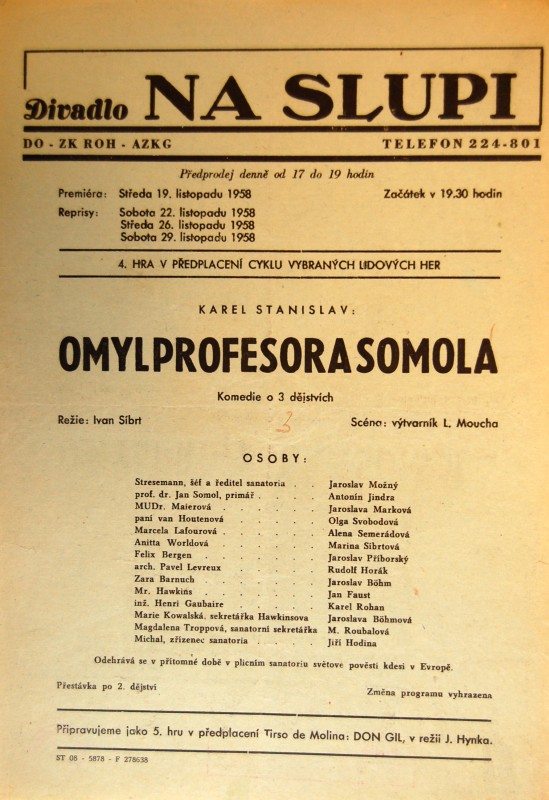 Divadlo NA SLUPI
DO - ZK ROH - AZKG TELEFON 224-801
Předprodej denně od 17 do 19 hodin
Premiéra: Středa 19. listopadu 1958 Začátek v 19.30 hodin
Reprisy: Sobota 22. listopadu 1958
Středa 26. listopadu 1958
Sobota 29. listopadu 1958
4. HRA V PŘEDPLACENÍ CYKLU VYBRANÝCH LIDOVÝCH HER
KAREL STANISLAV:
OMYL PROFESORA SOMOLA
Komedie o 3 dějstvích
Režie: Ivan Síbrt 3 Scéna: výtvarník L. Moucha
OSOBY:
Stresemann, šéf a ředitel sanatoria . . Jaroslav Možný
prof. dr. Jan Somol, primář . . . . Antonín Jindra
MUDr. Maierová . . . . . . Jaroslava Marková
paní van Houtenová . . . . . . Olga Svobodová
Marcela Lafourová . . . . . . Alena Semerádová
Anitta Worldová . . . . . . Marina Síbrtová
Felix Bergen . . . . . . Jaroslav Příborský
arch. Pavel Levreux . . . . . . Rudolf Horák
Zara Barnuch . . . . . . Jaroslav Böhm
Mr. Hawkins . . . . . . Jan Faust
inž. Henri Gaubaire . . . . . . Karel Rohan
Marie Kowalská, sekretářka Hawkinsova Jaroslava Böhmová
Magdalena Troppová, sanatorní sekretářka M. Roubalová
Michal, zřízenec sanatoria . . . . Jiří Hodina
Odehrává se v přítomné době v plicním sanatoriu světové pověsti kdesi v Evropě.
Přestávka po 2. dějství Změna programu vyhrazena
Připravujeme jako 5. hru v předplacení Tirso de Molina: DON GIL, v režii J. Hynka.
ST 08 - 5878 - F 278638